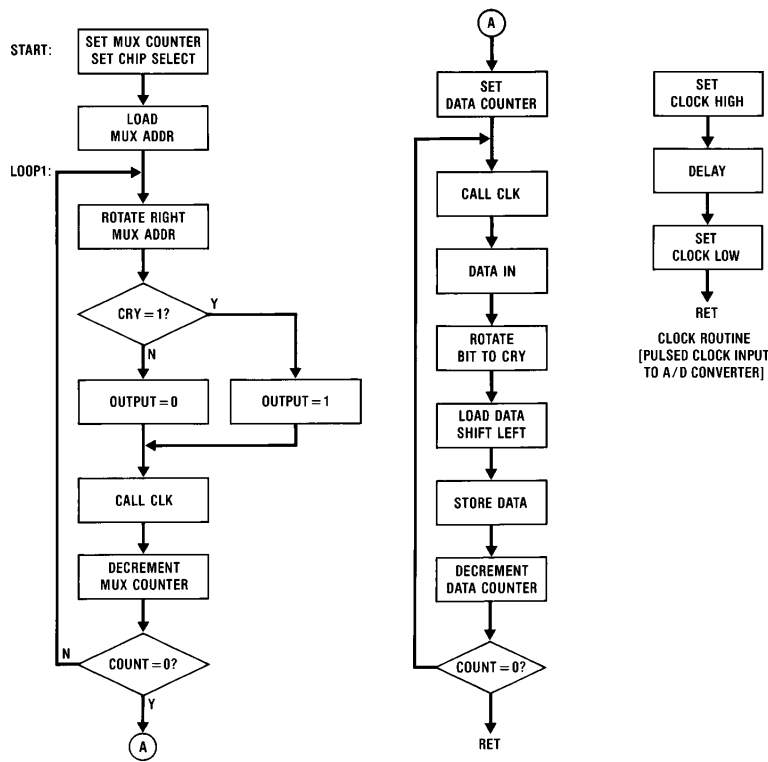 START:
SET MUX COUNTER
SET CHIP SELECT
LOAD
MUX ADDR
LOOP1:
ROTATE RIGHT
MUX ADDR
CRY = 1?
Y
N
OUTPUT = 0
OUTPUT = 1
CALL CLK
DECREMENT
MUX COUNTER
N
COUNT = 0?
Y
A
A
SET
DATA COUNTER
CALL CLK
DATA IN
ROTATE
BIT TO CRY
LOAD DATA
SHIFT LEFT
STORE DATA
DECREMENT
DATA COUNTER
COUNT = 0?
RET
SET
CLOCK HIGH
DELAY
SET
CLOCK LOW
RET
CLOCK ROUTINE
[PULSED CLOCK INPUT
TO A/D CONVERTER]